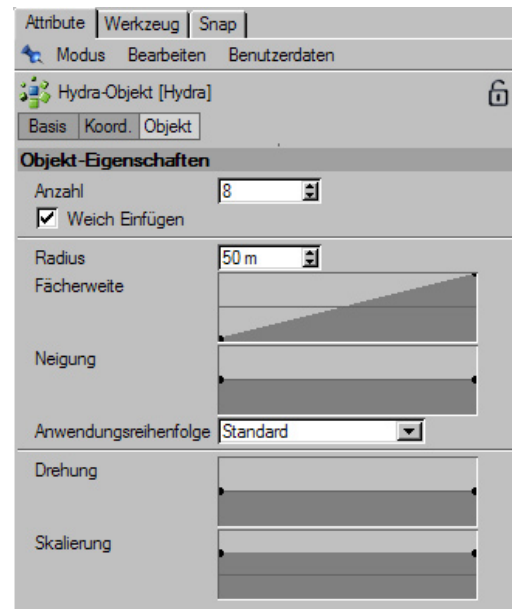 Attribute Werkzeug Snap
Modus Bearbeiten Benutzerdaten
Hydra-Objekt [Hydra]
Basis Koord. Objekt
Objekt-Eigenschaften
Anzahl 8
Weich Einfügen
Radius 50 m
Fächerweite
Neigung
Anwendungsreihenfolge Standard
Drehung
Skalierung